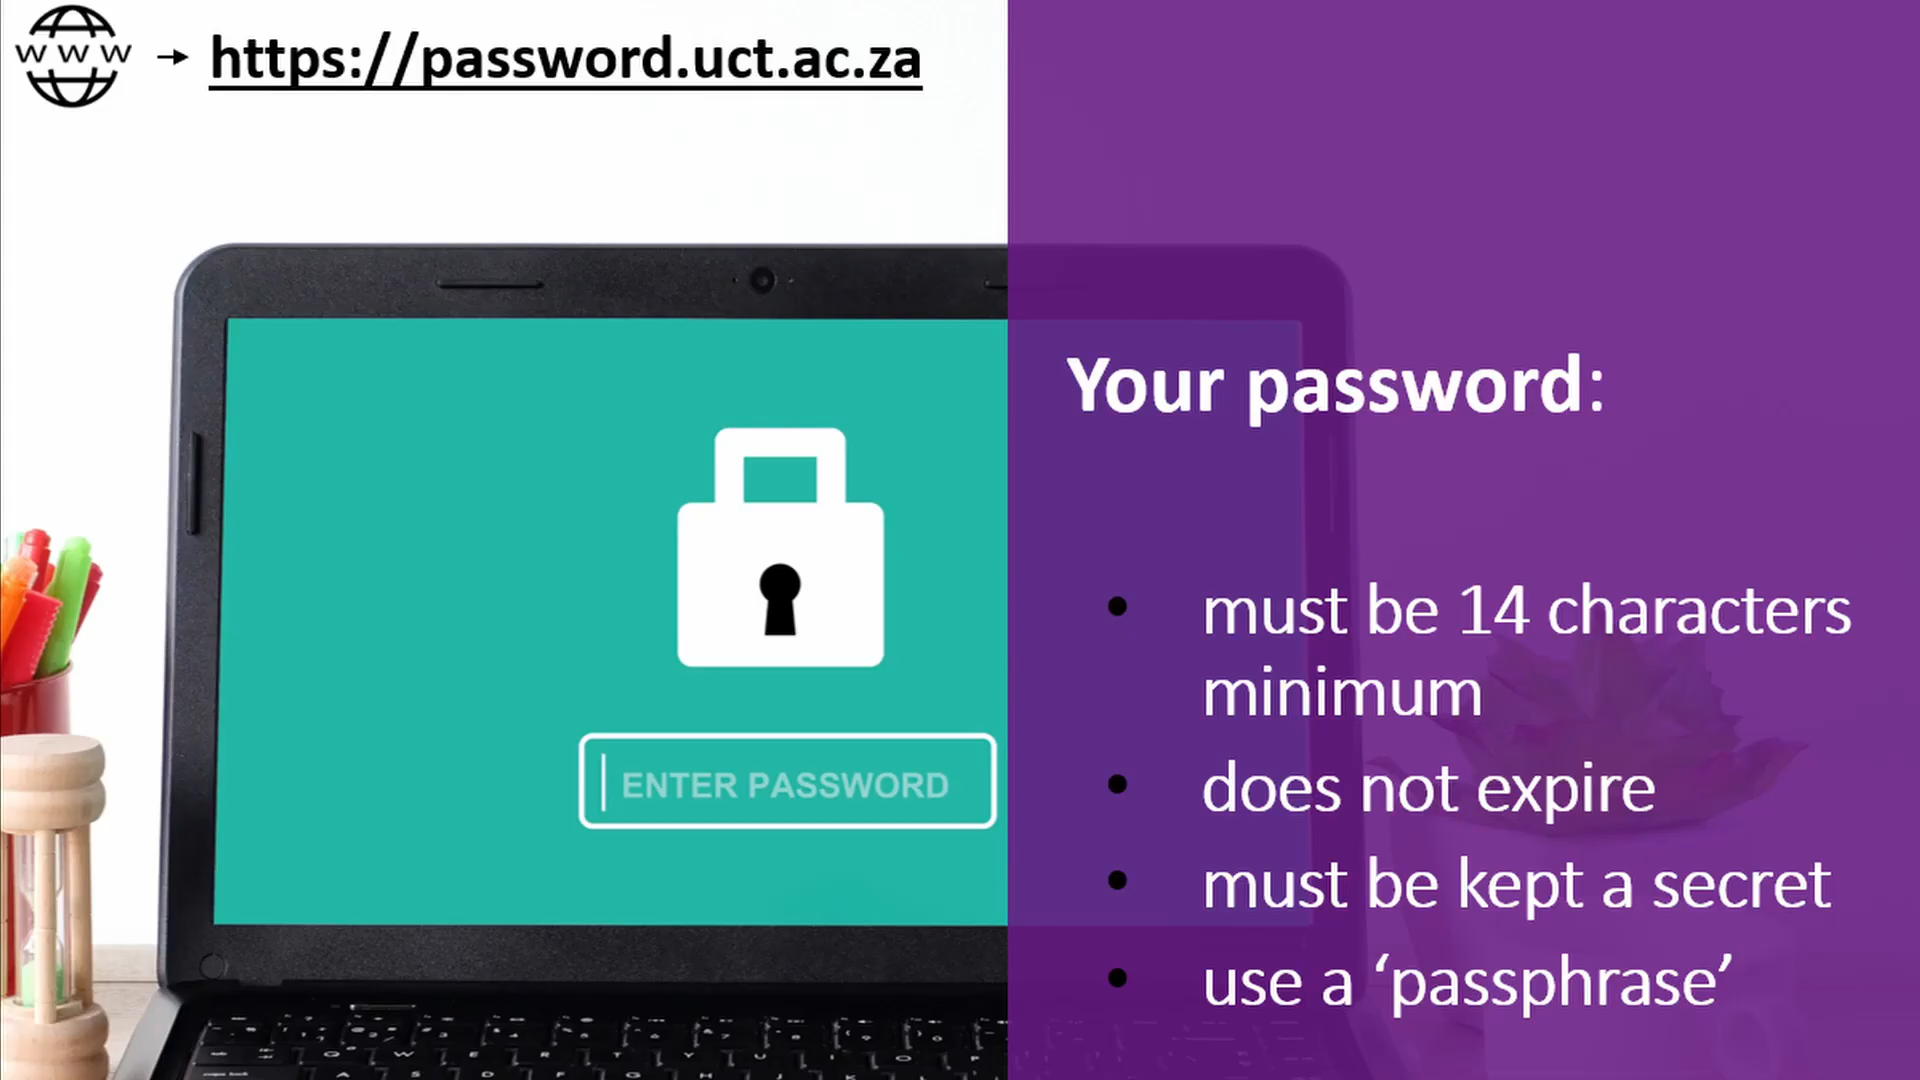 WWW
https://password.uct.ac.za
Your password:
• must be 14 characters
minimum
• does not expire
• must be kept a secret
• use a ‘passphrase’
ENTER PASSWORD